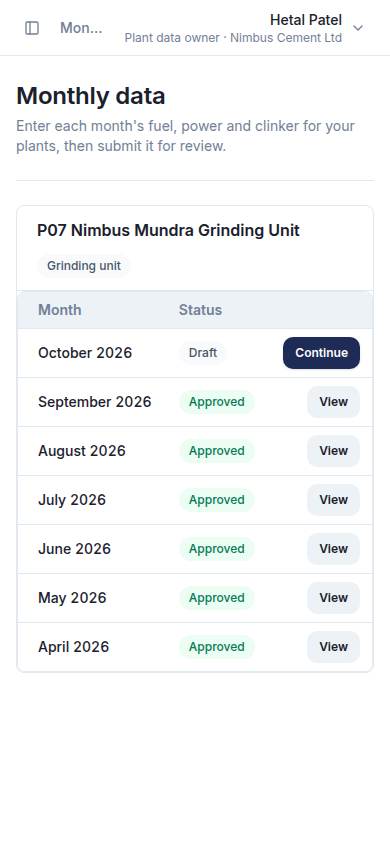 Mon...
Hetal Patel
Plant data owner · Nimbus Cement Ltd
Monthly data
Enter each month's fuel, power and clinker for your
plants, then submit it for review.
P07 Nimbus Mundra Grinding Unit
Grinding unit
Month Status
October 2026 Draft Continue
September 2026 Approved View
August 2026 Approved View
July 2026 Approved View
June 2026 Approved View
May 2026 Approved View
April 2026 Approved View